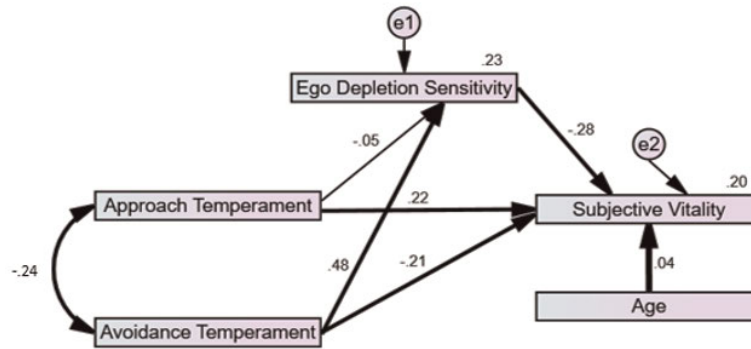 e1
.23
Ego Depletion Sensitivity
-.05
-.28
e2
.20
Approach Temperament
.22
Subjective Vitality
-.24
.48
-.21
.04
Age
Avoidance Temperament